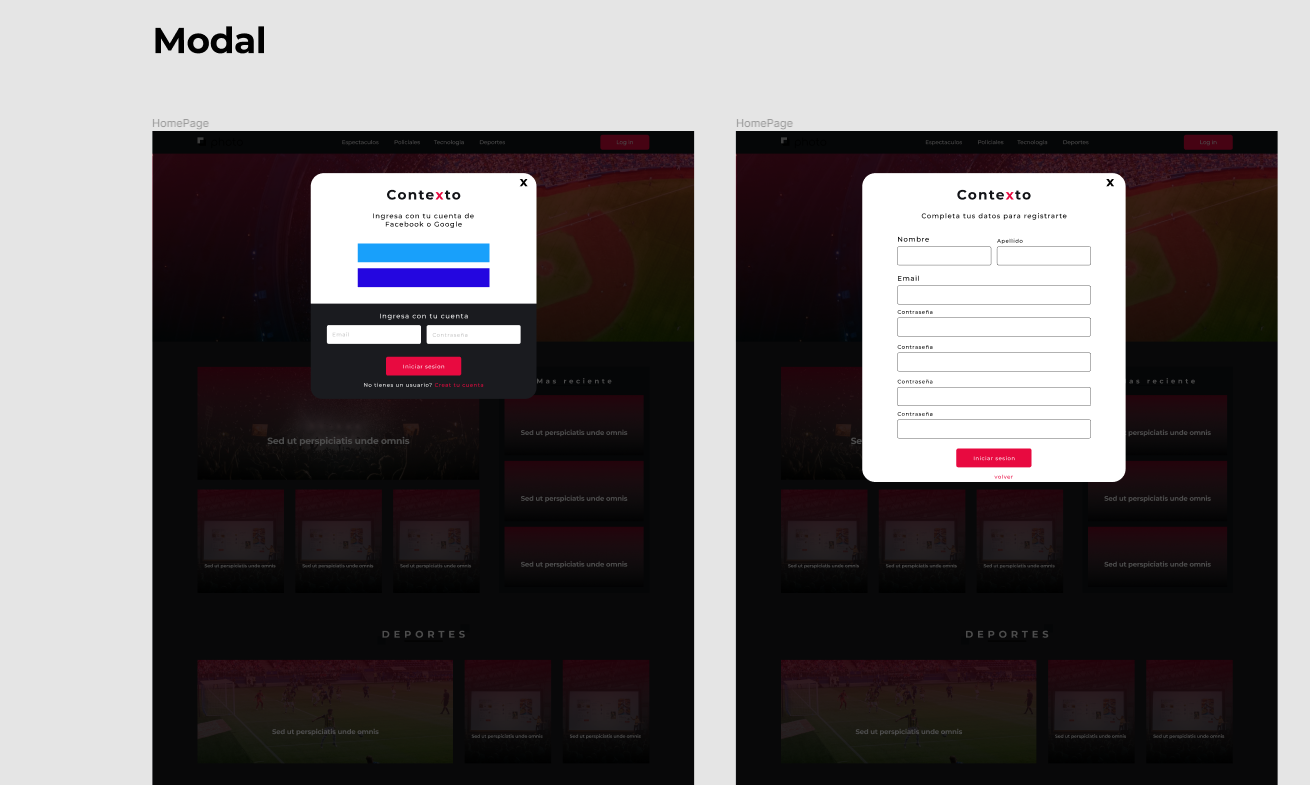 Modal
HomePage
Espectaculos Policiales Tecnologia Deportes Log in
x
Contexto
Ingresa con tu cuenta de
Facebook o Google
Ingresa con tu cuenta
Email Contraseña
Iniciar sesion
No tienes un usuario? Crear tu cuenta
Mas reciente
Sed ut perspiciatis unde omnis
Sed ut perspiciatis unde omnis
Sed ut perspiciatis unde omnis
Sed ut perspiciatis unde omnis
Sed ut perspiciatis unde omnis Sed ut perspiciatis unde omnis Sed ut perspiciatis unde omnis
DEPORTES
Sed ut perspiciatis unde omnis
Sed ut perspiciatis unde omnis Sed ut perspiciatis unde omnis
HomePage
Espectaculos Policiales Tecnologia Deportes Log in
x
Contexto
Completa tus datos para registrarte
Nombre Apellido
Email
Contraseña
Contraseña
Contraseña
Contraseña
Iniciar sesion
volver
as reciente
Se
perspiciatis unde omnis
Sed ut perspiciatis unde omnis
Sed ut perspiciatis unde omnis
Sed ut perspiciatis unde omnis Sed ut perspiciatis unde omnis Sed ut perspiciatis unde omnis
DEPORTES
Sed ut perspiciatis unde omnis
Sed ut perspiciatis unde omnis Sed ut perspiciatis unde omnis